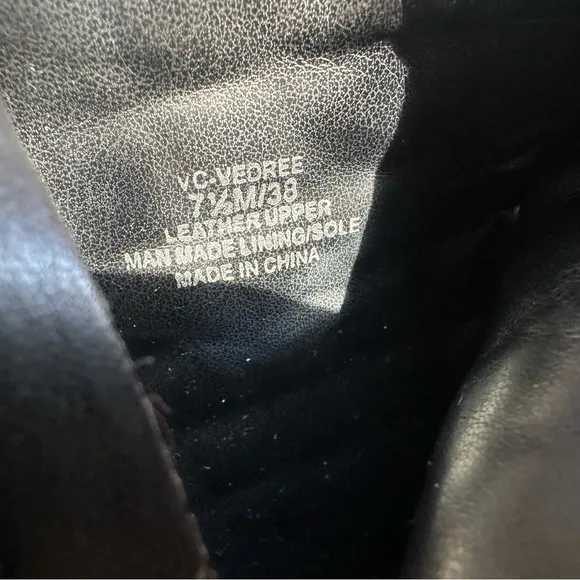 VC-VEDREE
7½M/38
LEATHER UPPER
MAN MADE LINING/SOLE
MADE IN CHINA